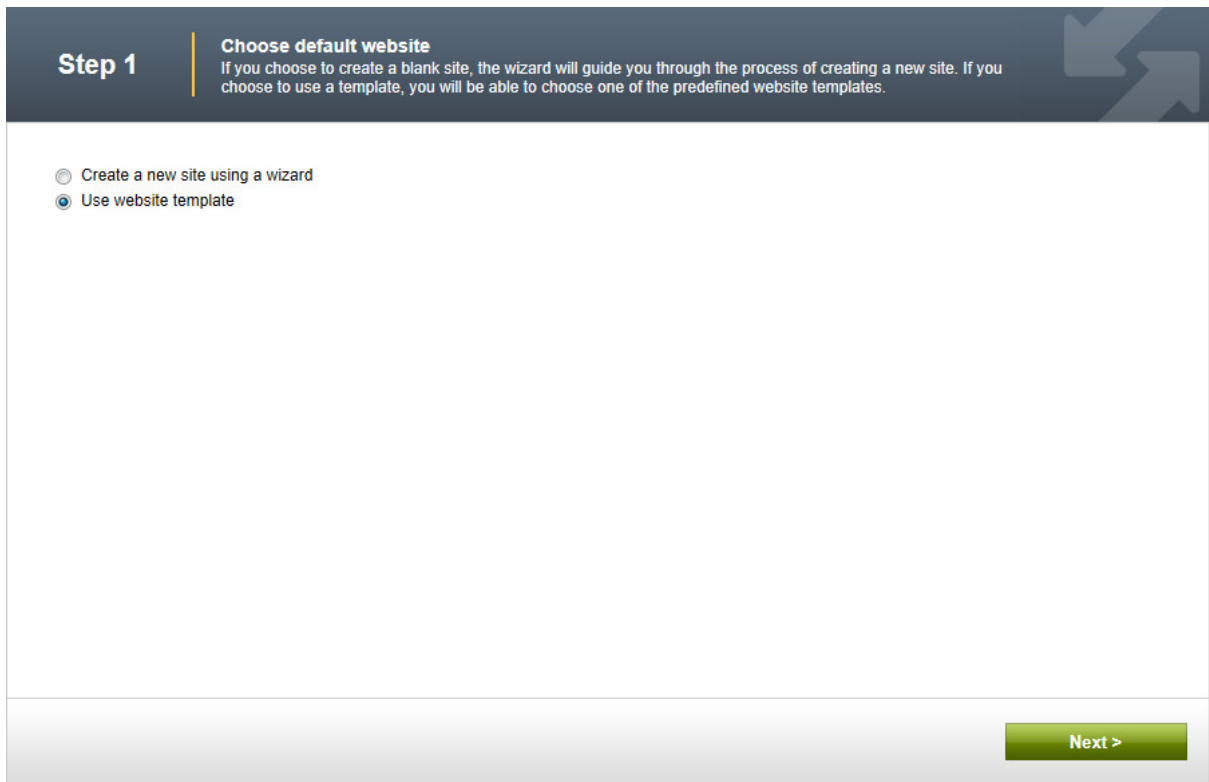 Step 1
Choose default website
If you choose to create a blank site, the wizard will guide you through the process of creating a new site. If you
choose to use a template, you will be able to choose one of the predefined website templates.
Create a new site using a wizard
Use website template
Next >